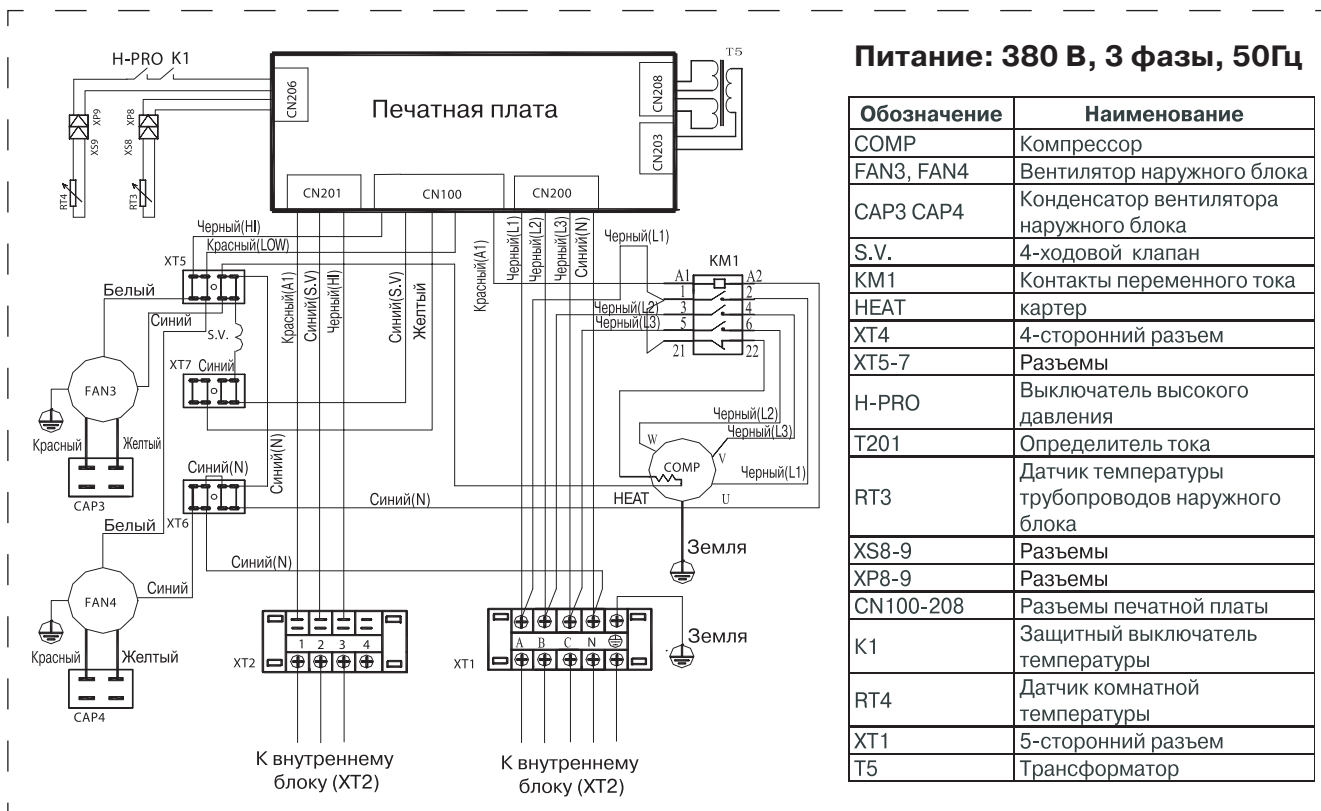 H-PRO K1
T5
CN206
Печатная плата
CN208
CN203
XP9
XS9
XP8
XS8
RT4
RT3
CN201
CN100
CN200
Черный(HI)
Красный(LOW)
XT5
Белый
Синий
S.V.
XT7 Синий
FAN3
Красный
Желтый
CAP3
Синий(N)
Синий(N)
XT6
Белый
Синий(N)
Синий
FAN4
Красный
Желтый
CAP4
Красный(A1)
Синий(S.V)
Черный(HI)
Синий(S.V)
Желтый
Красный(A1)
Черный(L1)
Черный(L2)
Черный(L3)
Синий(N)
Черный(L1)
KM1
A1
A2
1
2
Черный(L2)
3
4
Черный(L3)
5
6
21
22
Черный(L2)
W
Черный(L3)
V
COMP
Черный(L1)
HEAT
U
Синий(N)
Земля
1 2 3 4
XT2
A B C N
XT1
Земля
К внутреннему
блоку (XT2)
К внутреннему
блоку (XT2)
Питание: 380 В, 3 фазы, 50Гц
Обозначение Наименование
COMP Компрессор
FAN3, FAN4 Вентилятор наружного блока
CAP3 CAP4 Конденсатор вентилятора
наружного блока
S.V. 4-ходовой клапан
KM1 Контакты переменного тока
HEAT картер
XT4 4-сторонний разъем
XT5-7 Разъемы
H-PRO Выключатель высокого
давления
T201 Определитель тока
RT3 Датчик температуры
трубопроводов наружного
блока
XS8-9 Разъемы
XP8-9 Разъемы
CN100-208 Разъемы печатной платы
K1 Защитный выключатель
температуры
RT4 Датчик комнатной
температуры
XT1 5-сторонний разъем
T5 Трансформатор